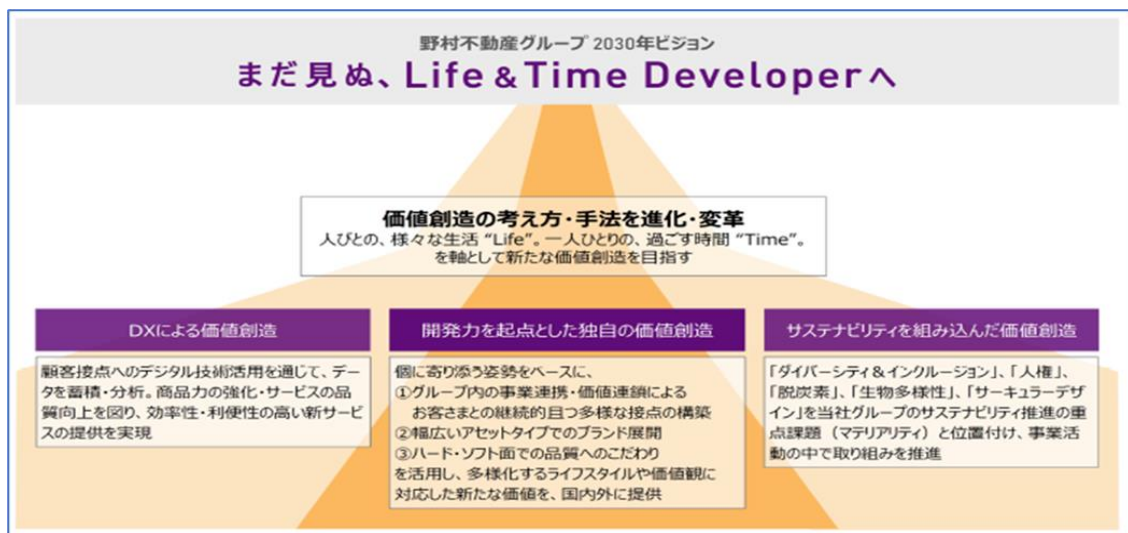 野村不動産グループ 2030年ビジョン
まだ見ぬ、Life & Time Developerへ
価値創造の考え方・手法を進化・変革
人びとの、様々な生活 “Life”。一人ひとりの、過ごす時間 “Time”。
を軸として新たな価値創造を目指す
DXによる価値創造
顧客接点へのデジタル技術活用を通じて、デー
タを蓄積・分析。商品力の強化・サービスの品
質向上を図り、効率性・利便性の高い新サービ
スの提供を実現
開発力を起点とした独自の価値創造
個に寄り添う姿勢をベースに、
①グループ内の事業連携・価値連鎖による
お客さまとの継続的且つ多様な接点の構築
②幅広いアセットタイプでのブランド展開
③ハード・ソフト面での品質へのこだわり
を活用し、多様化するライフスタイルや価値観に
対応した新たな価値を、国内外に提供
サステナビリティを組み込んだ価値創造
「ダイバーシティ＆インクルージョン」、「人権」、
「脱炭素」、「生物多様性」、「サーキュラーデザ
イン」を当社グループのサステナビリティ推進の重
点課題（マテリアリティ）と位置付け、事業活
動の中で取り組みを推進